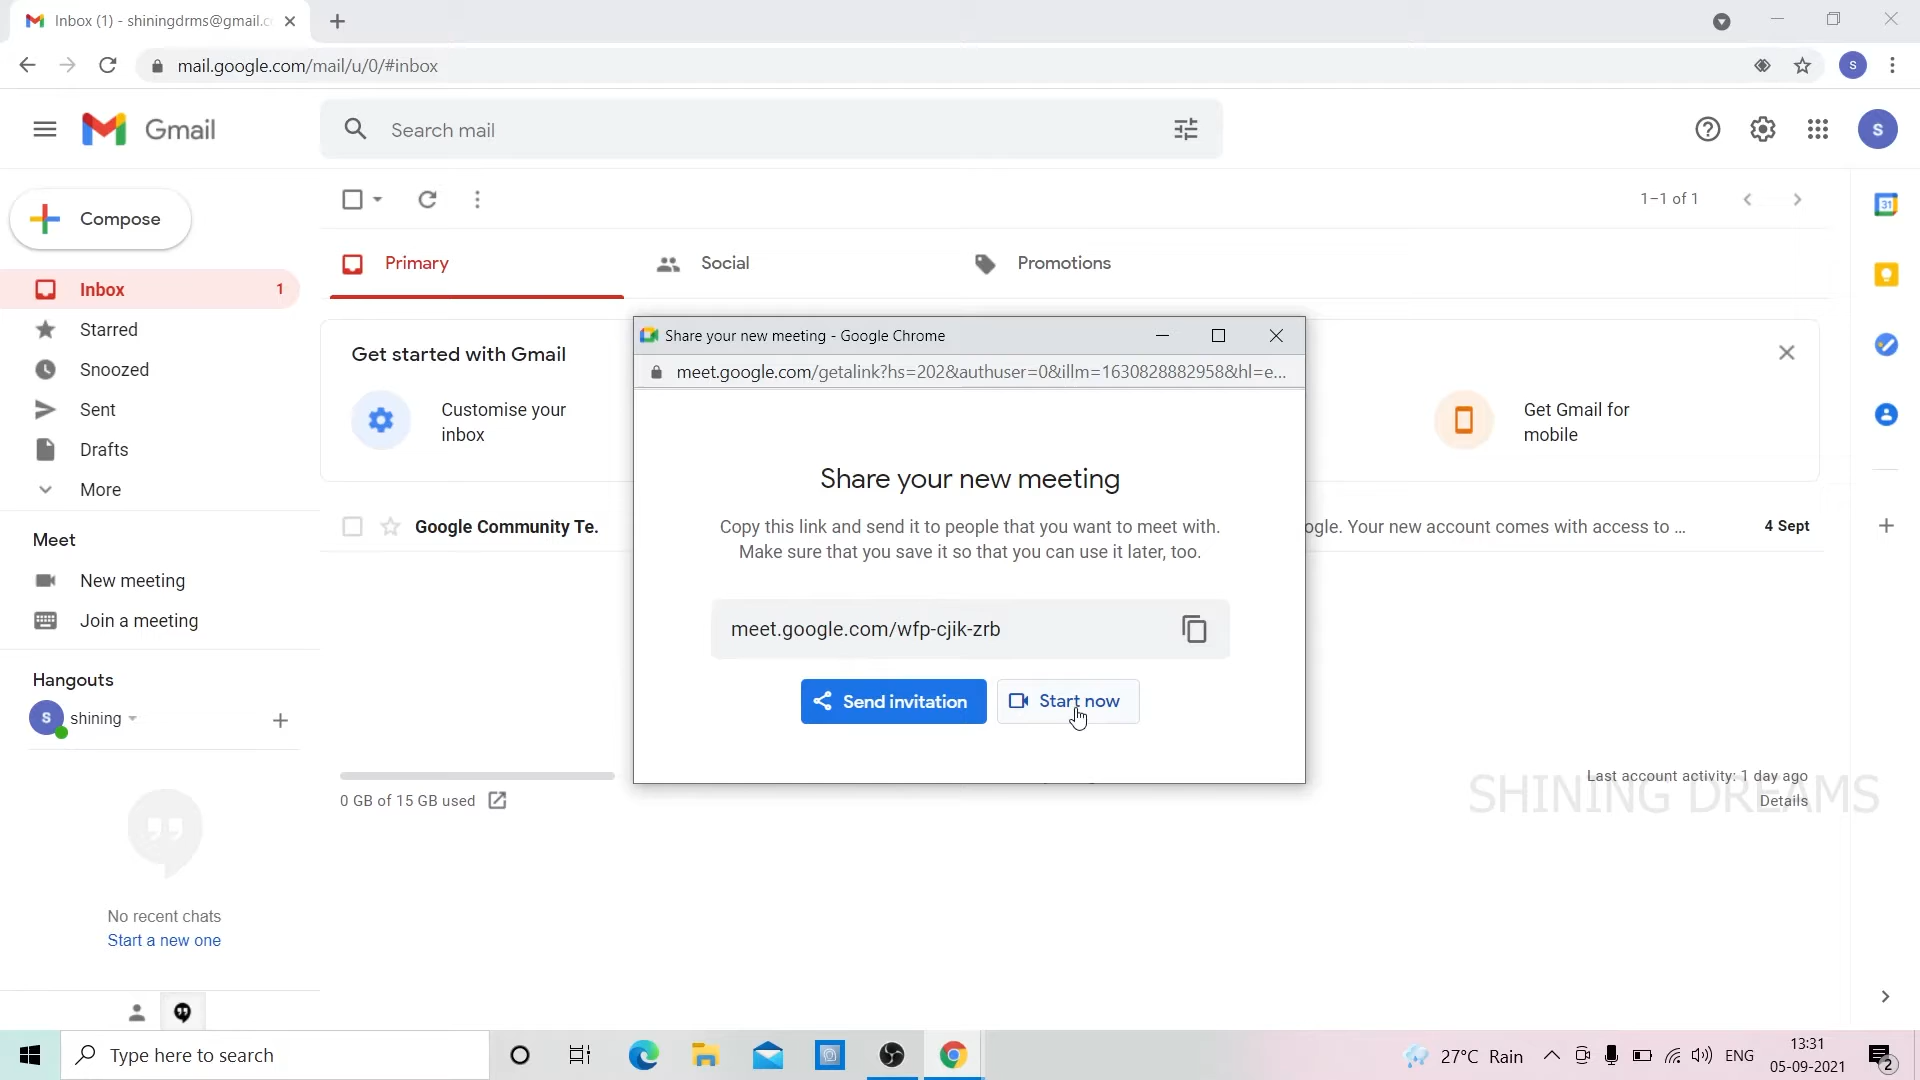 Inbox (1) - shiningdrms@gmail.c
mail.google.com/mail/u/0/#inbox
S
Gmail
Search mail
S
Compose
1–1 of 1
31
Primary
Social
Promotions
Inbox
1
Starred
Snoozed
Sent
Drafts
More
Get started with Gmail
Customise your
inbox
Get Gmail for
mobile
Share your new meeting - Google Chrome
meet.google.com/getalink?hs=202&authuser=0&illm=1630828882958&hl=e...
Share your new meeting
Copy this link and send it to people that you want to meet with.
Make sure that you save it so that you can use it later, too.
meet.google.com/wfp-cjik-zrb
Send invitation
Start now
Google Community Te.
ogle. Your new account comes with access to ...
4 Sept
Meet
New meeting
Join a meeting
Hangouts
S
shining
No recent chats
Start a new one
0 GB of 15 GB used
Last account activity: 1 day ago
Details
SHINING DREAMS
Type here to search
27°C Rain
ENG
13:31
05-09-2021
2